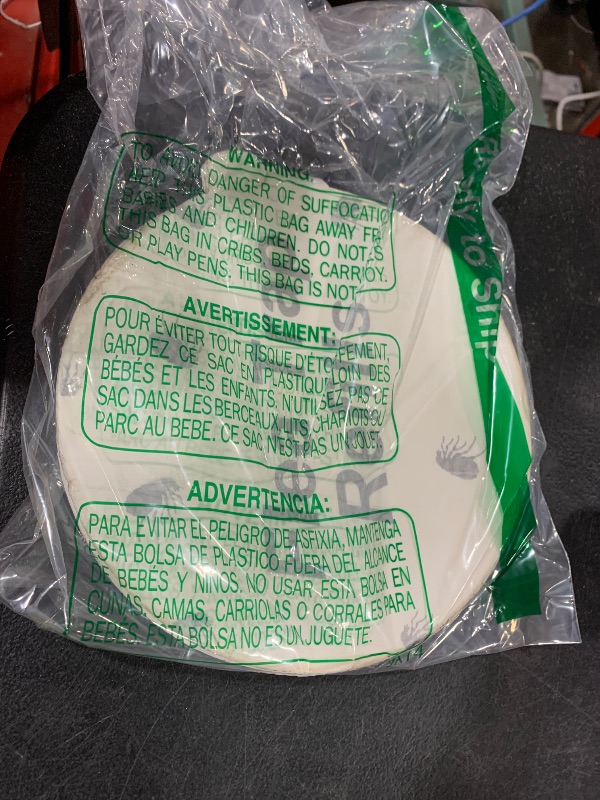 WARNING:
TO
DANGER OF SUFFOCATIO
PLASTIC BAG AWAY FR
BABIES AND CHILDREN. DO NOT
THIS BAG IN CRIBS, BEDS, CARR
OR PLAY PENS. THIS BAG IS NOT
AVERTISSEMENT:
POUR ÉVITER TOUT RISQUE D'ÉTO FEMENT,
GARDEZ CE SAC EN PLASTIQUE LOIN DES
BÉBÉS ET LES ENFANTS. N'UTILISEZ PAS CE
SAC DANS LES BERCEAUX, LITS, CHARIOTS OU
PARC AU BEBE. CE SAC N'EST PAS UN JOUET.
ADVERTENCIA:
PARA EVITAR EL PELIGRO DE ASFIXIA, MANTENGA
ESTA BOLSA DE PLASTICO FUERA DEL ALCANCE
DE BEBÉS Y NIÑOS. NO USAR ESTA BOLSA EN
CUNAS, CAMAS, CARRIOLAS O CORRALES PARA
BEBÉS. ESTA BOLSA NO ES UN JUGUETE.
Ready to Ship